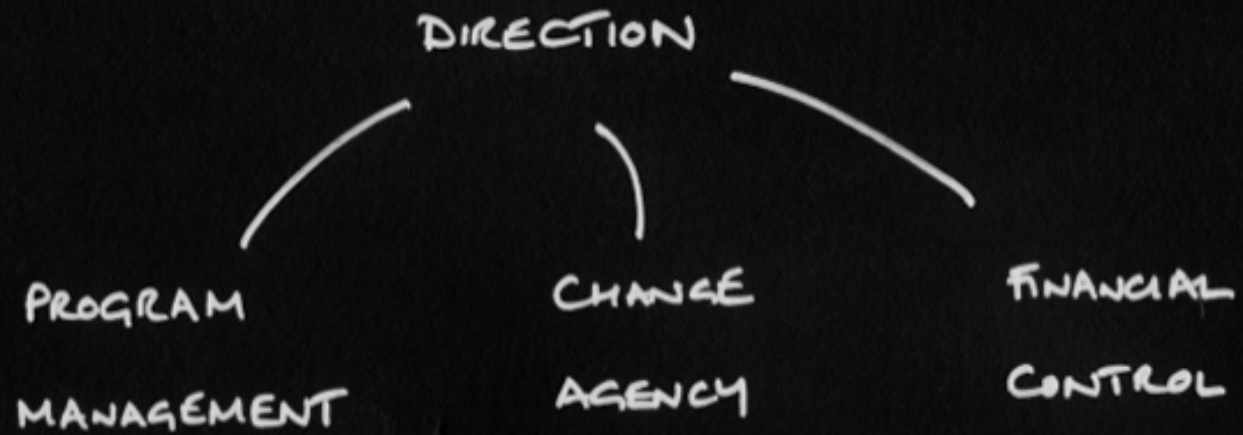 DIRECTION
PROGRAM
MANAGEMENT
CHANGE
AGENCY
FINANCIAL
CONTROL